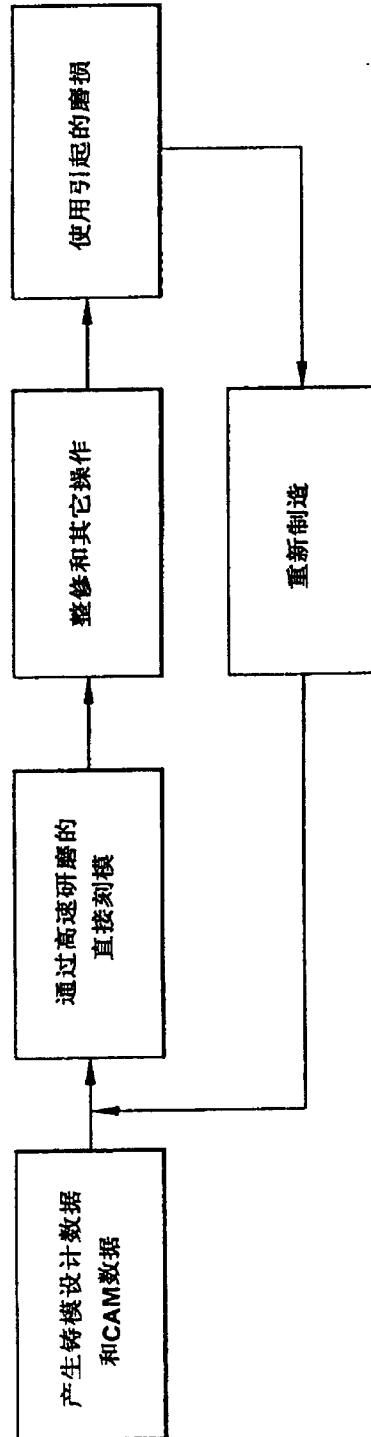 产生铸模设计数据
和CAM数据
通过高速研磨的
直接刻模
整修和其它操作
使用引起的磨损
重新制造